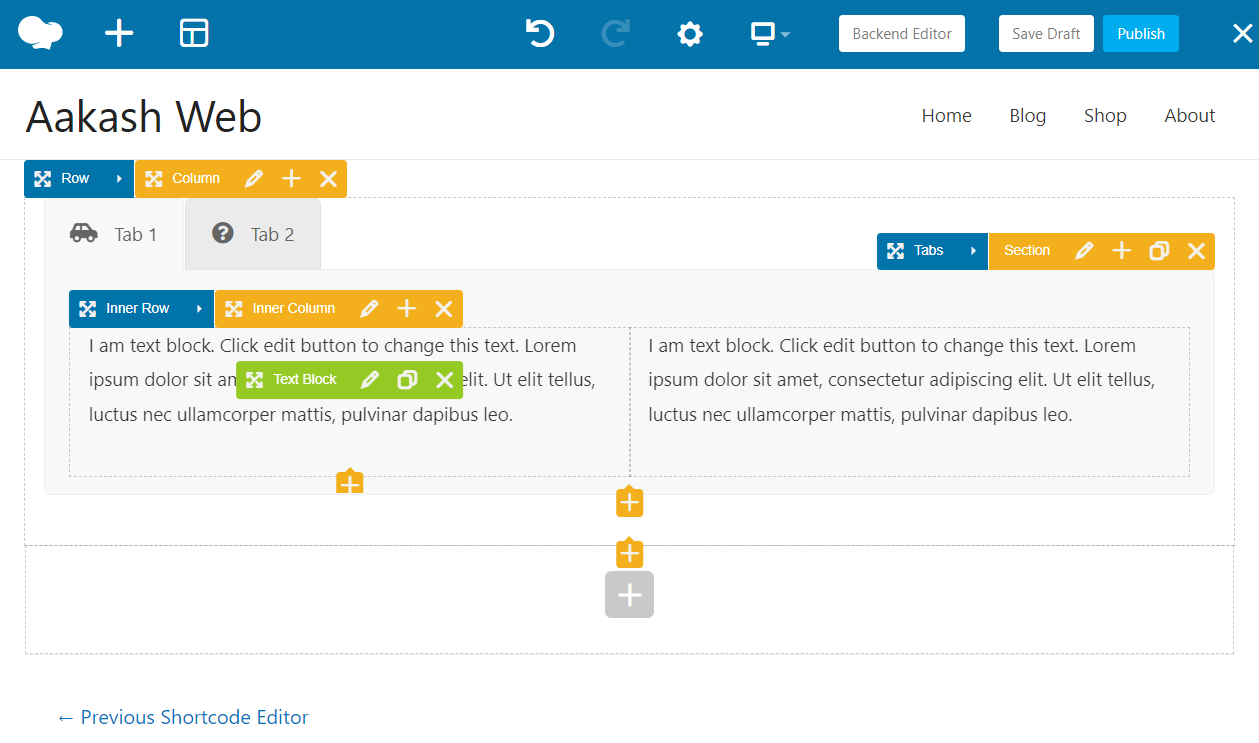 Backend Editor Save Draft Publish
Aakash Web
Home Blog Shop About
Row Column
Tab 1 Tab 2
Tabs Section
Inner Row Inner Column
I am text block. Click edit button to change this text. Lorem
ipsum dolor sit am
Text Block
elit. Ut elit tellus,
luctus nec ullamcorper mattis, pulvinar dapibus leo.
I am text block. Click edit button to change this text. Lorem
ipsum dolor sit amet, consectetur adipiscing elit. Ut elit tellus,
luctus nec ullamcorper mattis, pulvinar dapibus leo.
← Previous Shortcode Editor